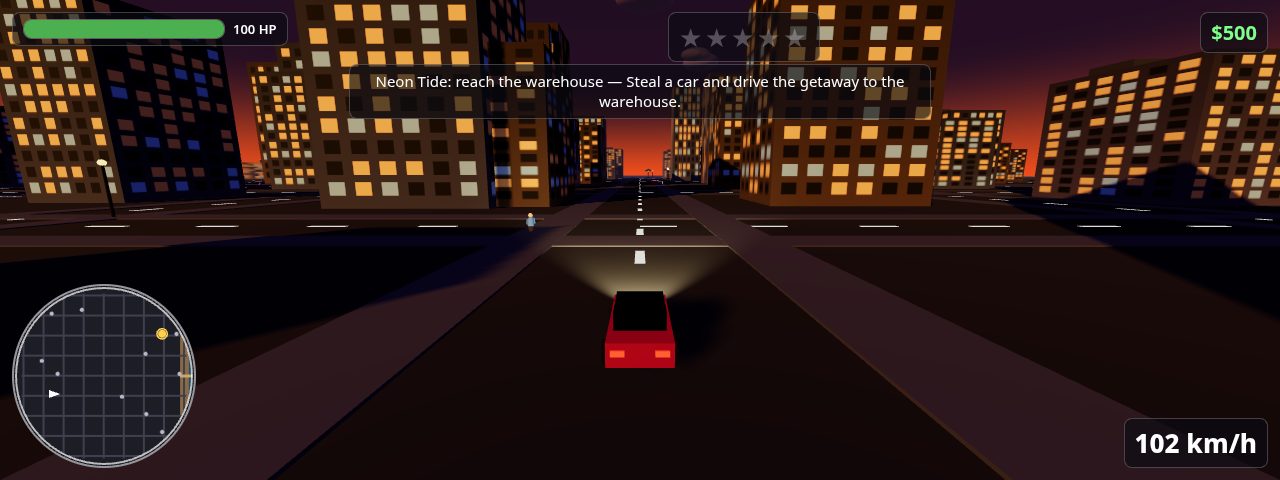 100 HP
$500
Neon Tide: reach the warehouse — Steal a car and drive the getaway to the
warehouse.
102 km/h